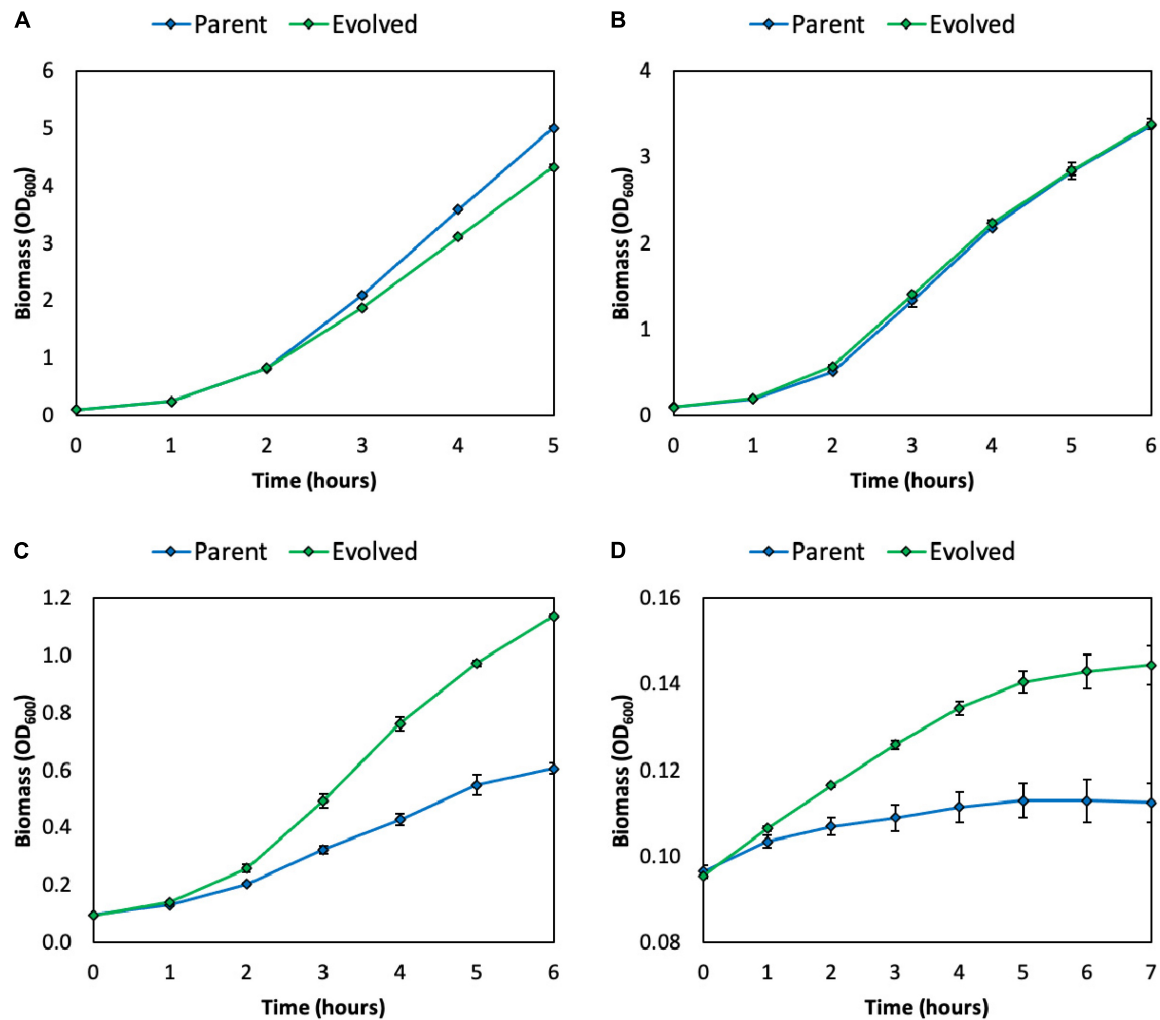 A
Parent Evolved
6
5
4
3
2
1
0
Biomass (OD600)
0 1 2 3 4 5
Time (hours)
B
Parent Evolved
4
3
2
1
0
Biomass (OD600)
0 1 2 3 4 5 6
Time (hours)
C
Parent Evolved
1.2
1.0
0.8
0.6
0.4
0.2
0.0
Biomass (OD600)
0 1 2 3 4 5 6
Time (hours)
D
Parent Evolved
0.16
0.14
0.12
0.10
0.08
Biomass (OD600)
0 1 2 3 4 5 6 7
Time (hours)